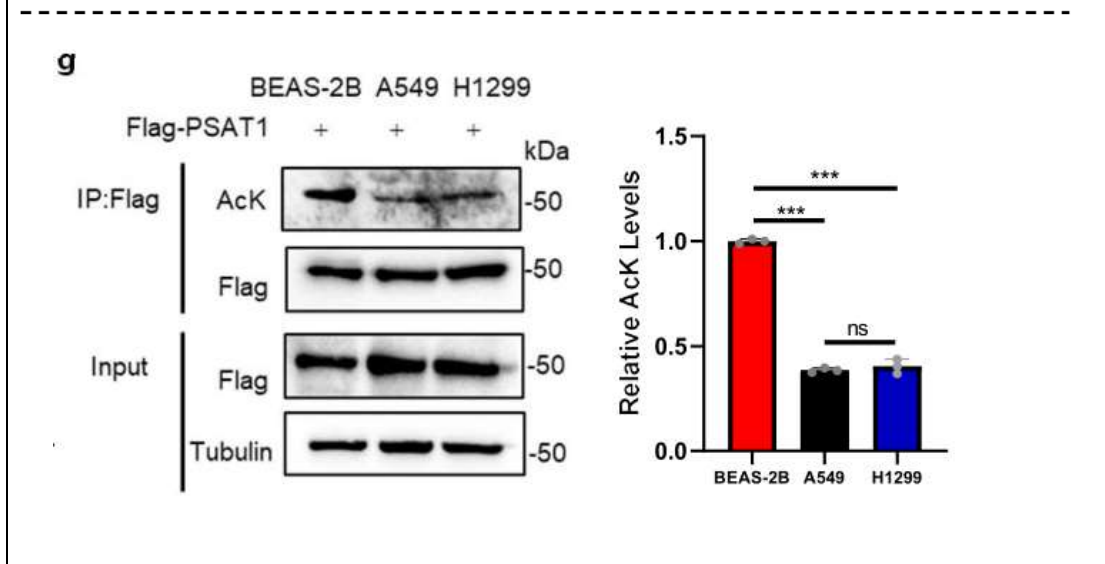 g
BEAS-2B A549 H1299
Flag-PSAT1 + + +
kDa
IP:Flag
AcK
-50
Flag
-50
Input
Flag
-50
Tubulin
-50
Relative AcK Levels
1.5
1.0
0.5
0.0
***
***
ns
BEAS-2B A549 H1299